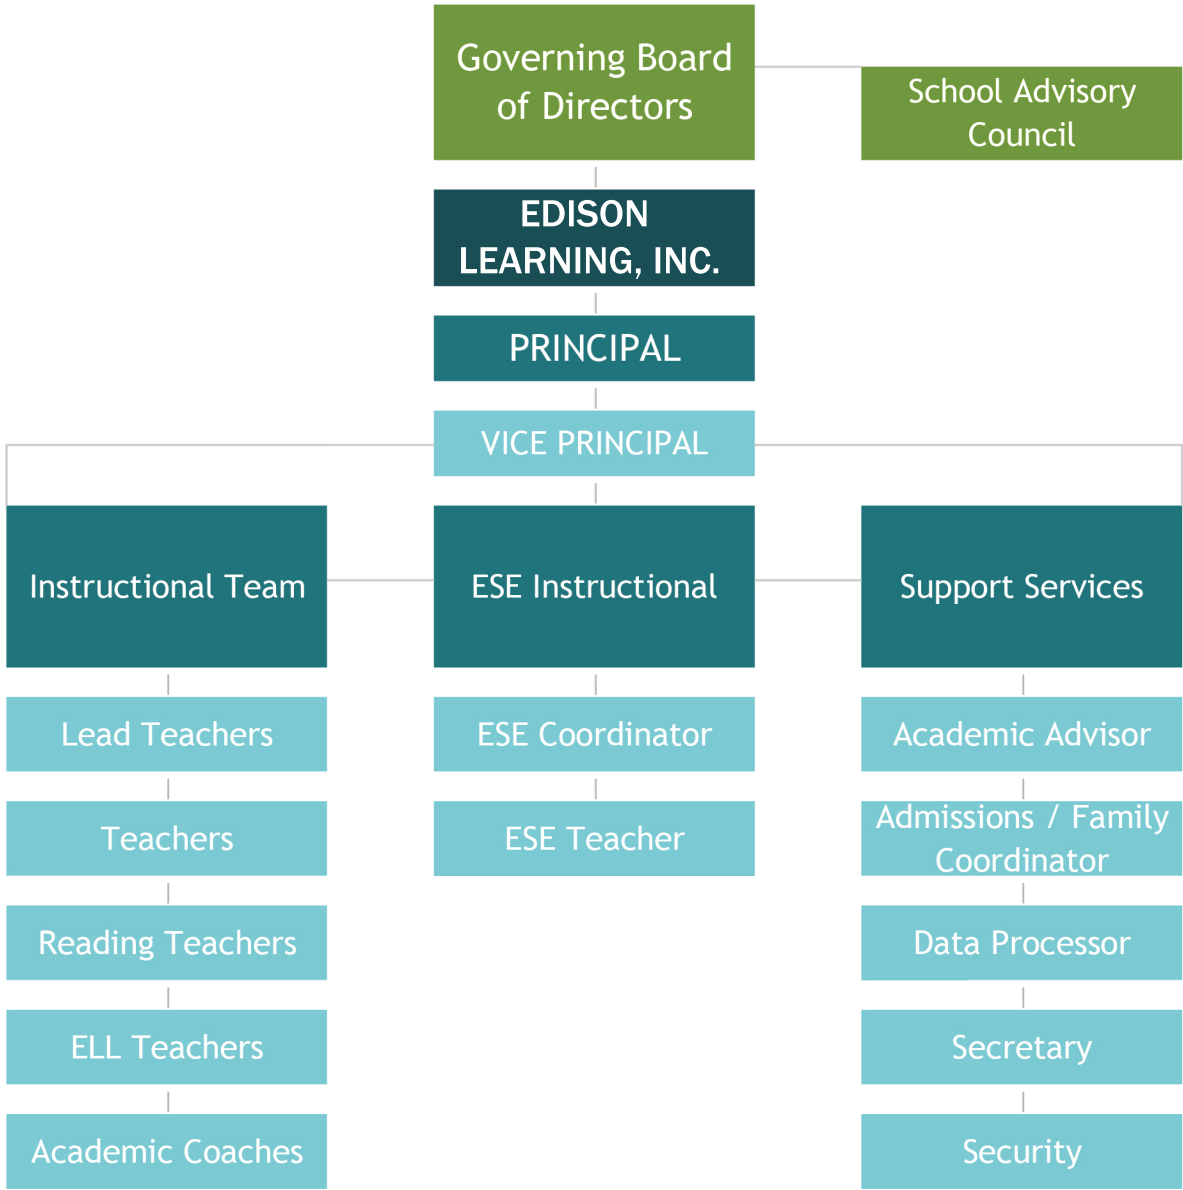 Governing Board
of Directors
School Advisory
Council
EDISON
LEARNING, INC.
PRINCIPAL
VICE PRINCIPAL
Instructional Team
ESE Instructional
Support Services
Lead Teachers
ESE Coordinator
Academic Advisor
Teachers
ESE Teacher
Admissions / Family
Coordinator
Reading Teachers
Data Processor
ELL Teachers
Secretary
Academic Coaches
Security